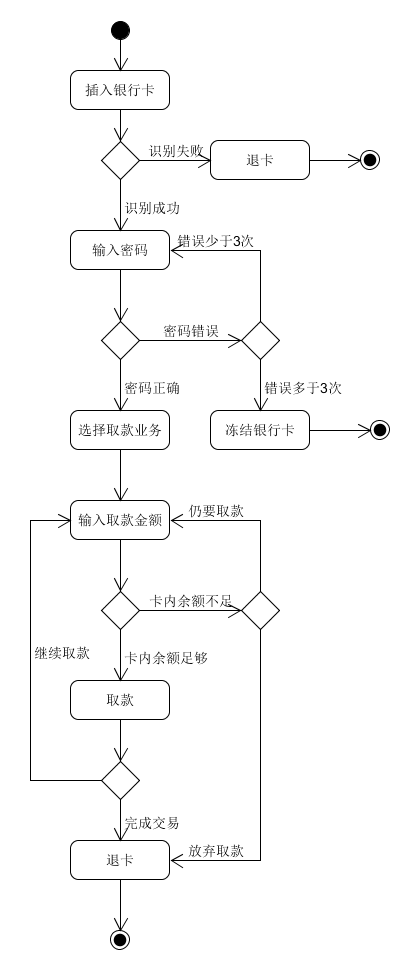 插入银行卡
识别失败
退卡
识别成功
输入密码
错误少于3次
密码错误
密码正确
错误多于3次
选择取款业务
冻结银行卡
输入取款金额
仍要取款
卡内余额不足
继续取款
卡内余额足够
取款
完成交易
退卡
放弃取款